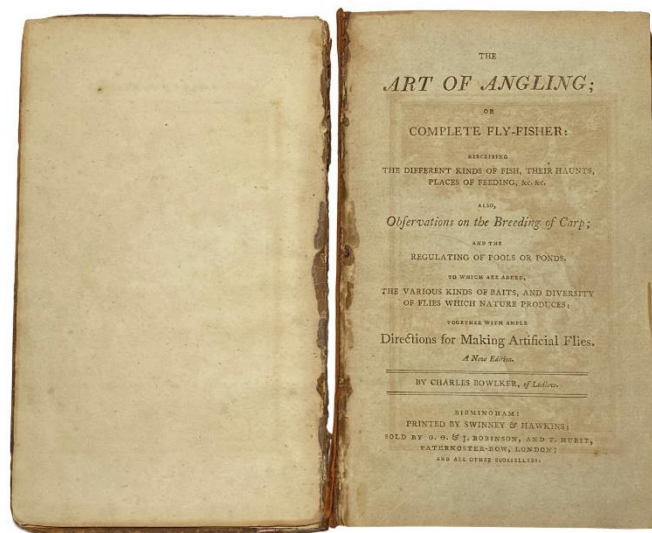 THE
ART OF ANGLING;
OR
COMPLETE FLY-FISHER:
DESCRIBING
THE DIFFERENT KINDS OF FISH, THEIR HAUNTS,
PLACES OF FEEDING, &c. &c.
ALSO,
Obſervations on the Breeding of Carp;
AND THE
REGULATING OF POOLS OR PONDS.
TO WHICH ARE ADDED,
THE VARIOUS KINDS OF BAITS, AND DIVERSITY
OF FLIES WHICH NATURE PRODUCES;
TOGETHER WITH AMPLE
Directions for Making Artificial Flies.
A New Edition.
BY CHARLES BOWLKER, of Ludlow.
BIRMINGHAM:
PRINTED BY SWINNEY & HAWKINS;
SOLD BY G. G. & J. ROBINSON, AND T. HURST,
PATERNOSTER-ROW, LONDON;
AND ALL OTHER BOOKSELLERS.